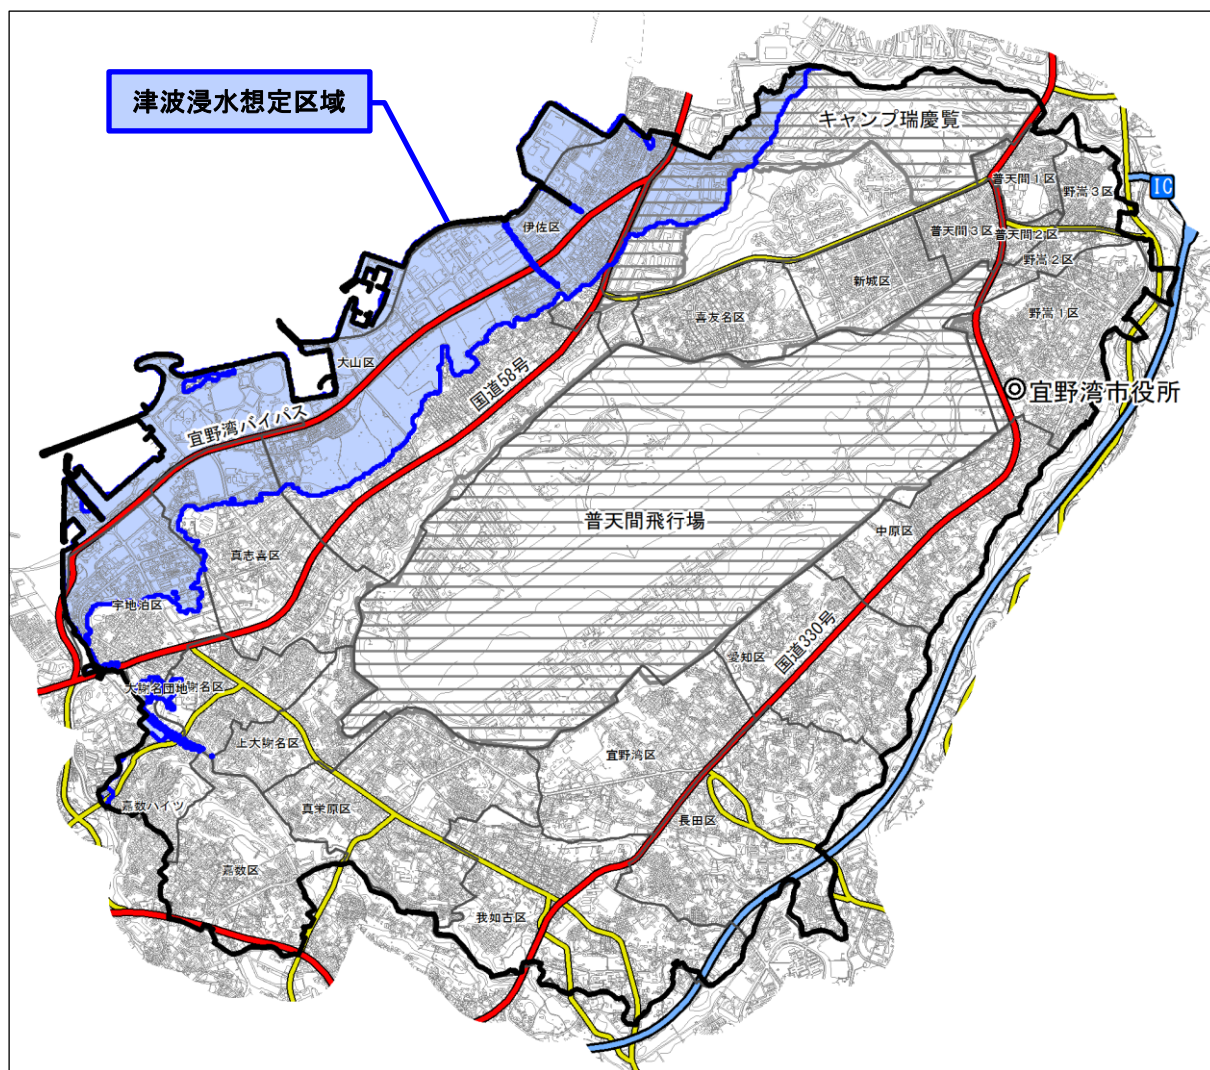 津波浸水想定区域
キャンプ瑞慶覧
普天間1区
野嵩3区
IC
伊佐区
普天間3区
普天間2区
野嵩2区
新城区
喜友名区
野嵩1区
大山区
国道58号
宜野湾市役所
宜野湾バイパス
普天間飛行場
中原区
真志喜区
宇地泊区
愛知区
国道330号
大謝名団地
謝名区
上大謝名区
宜野湾区
嘉数ハイツ
真栄原区
長田区
嘉数区
我如古区